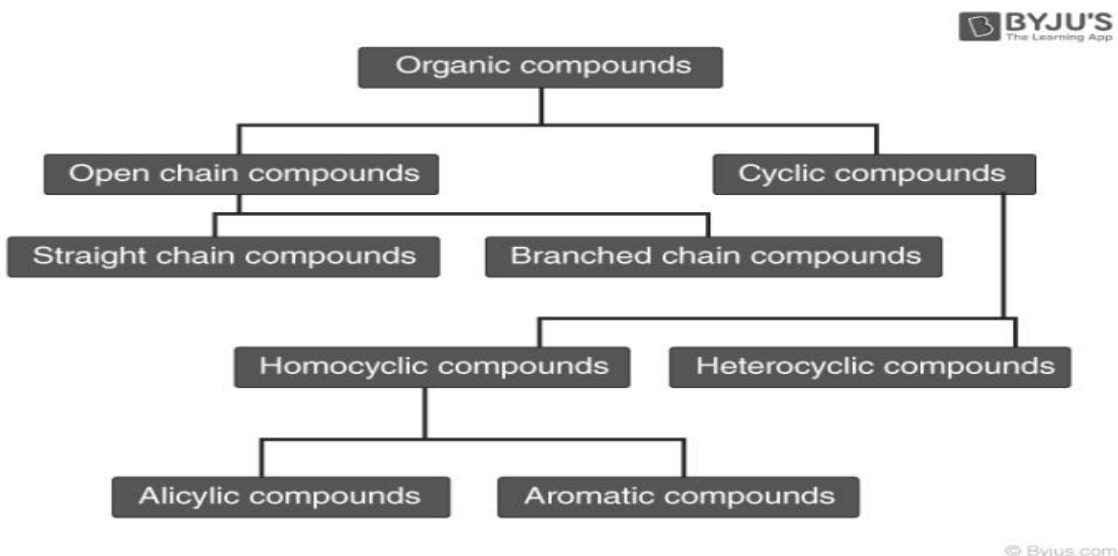 BYJU'S
The Learning App
Organic compounds
Open chain compounds
Cyclic compounds
Straight chain compounds
Branched chain compounds
Homocyclic compounds
Heterocyclic compounds
Alicylic compounds
Aromatic compounds
© Byjus.com